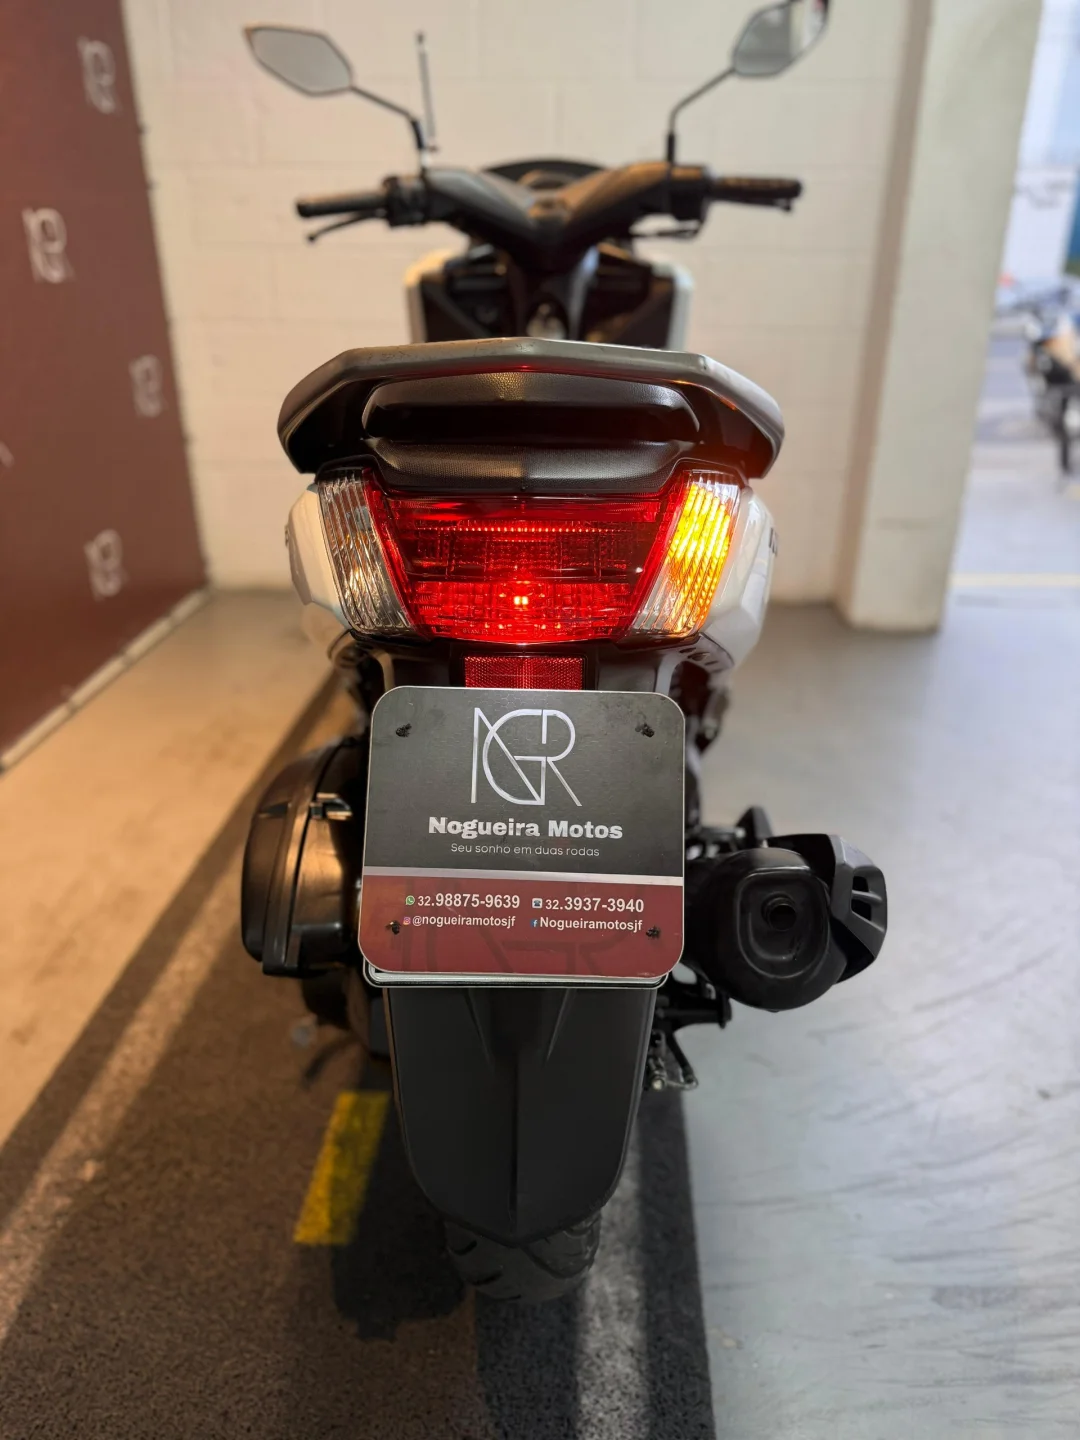 NGR
Nogueira Motos
Seu sonho em duas rodas
32.98875-9639 32.3937-3940
@nogueiramotosjf Nogueiramotosjf